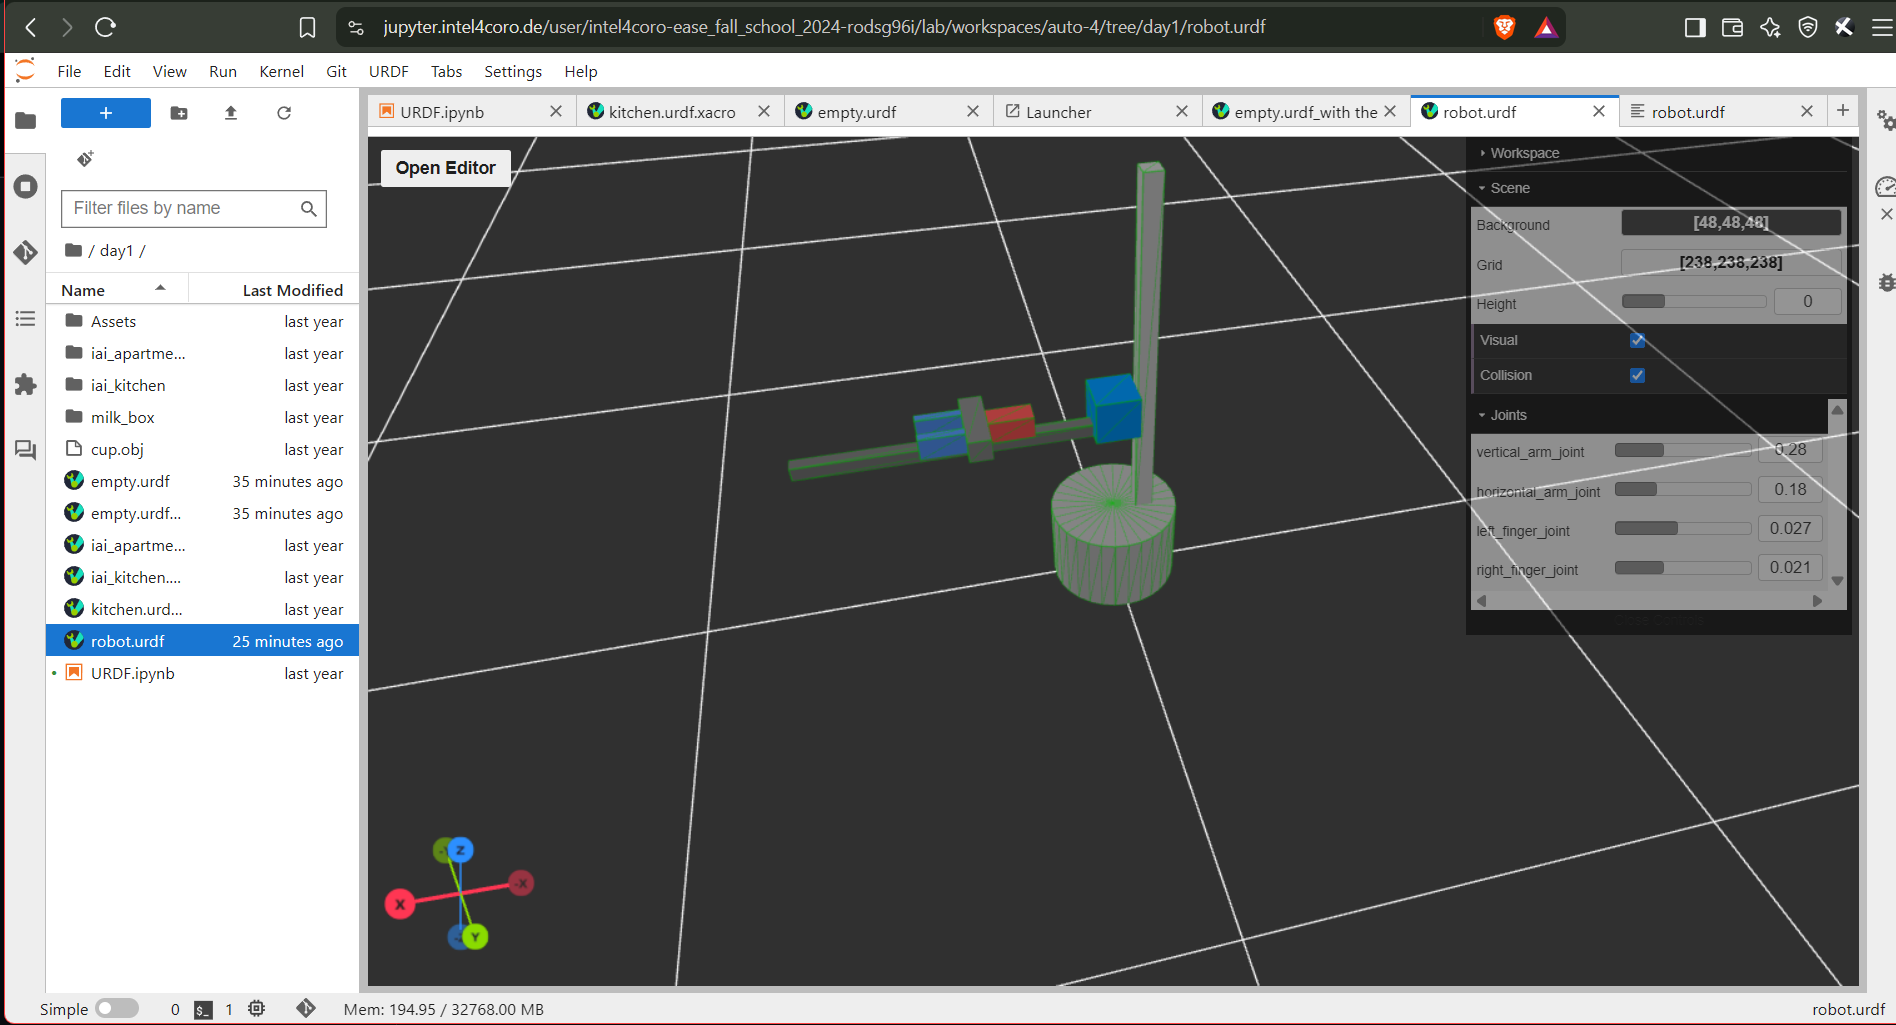 jupyter.intel4coro.de/user/intel4coro-ease_fall_school_2024-rodsg96i/lab/workspaces/auto-4/tree/day1/robot.urdf
File Edit View Run Kernel Git URDF Tabs Settings Help
+
URDF.ipynb
kitchen.urdf.xacro
empty.urdf
Launcher
empty.urdf_with the
robot.urdf
robot.urdf
Filter files by name
/ day1 /
Name Last Modified
Assets last year
iai_apartme... last year
iai_kitchen last year
milk_box last year
cup.obj last year
empty.urdf 35 minutes ago
empty.urdf... 35 minutes ago
iai_apartme... last year
iai_kitchen.... last year
kitchen.urd... last year
robot.urdf 25 minutes ago
URDF.ipynb last year
Open Editor
Workspace
Scene
Background [48,48,48]
Grid [238,238,238]
Height 0
Visual
Collision
Joints
vertical_arm_joint 0.28
horizontal_arm_joint 0.18
left_finger_joint 0.027
right_finger_joint 0.021
Z
X
-X
Y
Simple 0 $_ 1 Mem: 194.95 / 32768.00 MB
robot.urdf